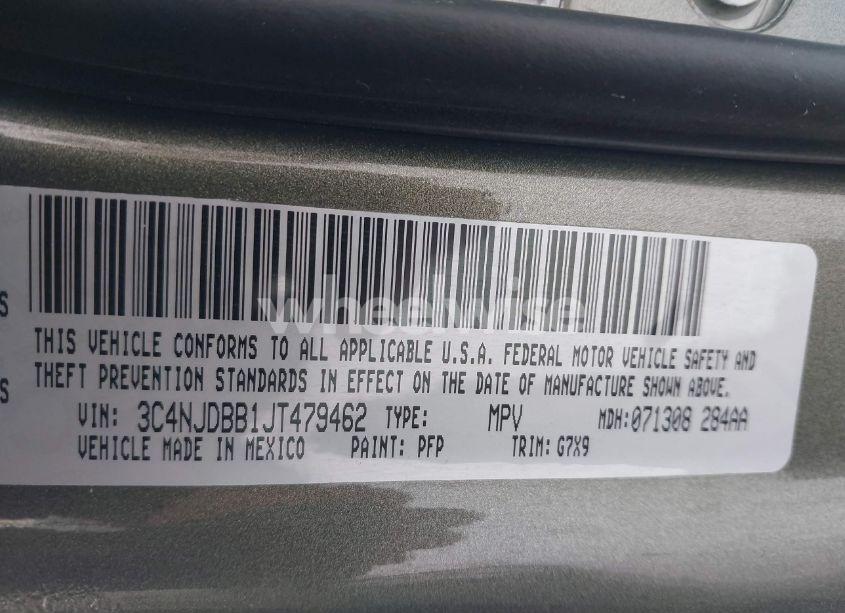 wheelwise
THIS VEHICLE CONFORMS TO ALL APPLICABLE U.S.A. FEDERAL MOTOR VEHICLE SAFETY AND
THEFT PREVENTION STANDARDS IN EFFECT ON THE DATE OF MANUFACTURE SHOWN ABOVE.
VIN: 3C4NJDBB1JT479462 TYPE: MPV MDH:071308 284AA
VEHICLE MADE IN MEXICO PAINT: PFP TRIM: G7X9